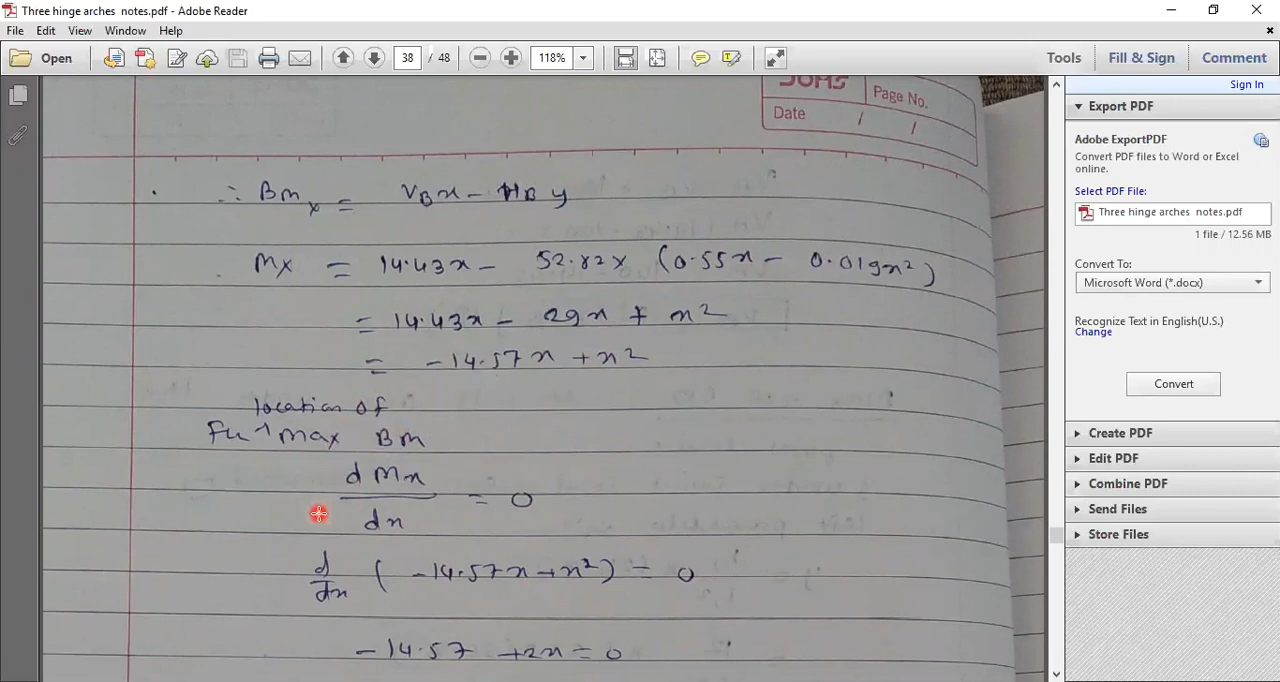 Three hinge arches notes.pdf - Adobe Reader
File Edit View Window Help
Open 38 / 48 118% Tools Fill & Sign Comment
Sign In
Export PDF
Adobe ExportPDF
Convert PDF files to Word or Excel
online.
Select PDF File:
Three hinge arches notes.pdf
1 file / 12.56 MB
Convert To:
Microsoft Word (*.docx)
Recognize Text in English(U.S.)
Change
Convert
Create PDF
Edit PDF
Combine PDF
Send Files
Store Files
Page No.
Date / /
∴ BMx = VBx - HBy
Mx = 14.43x - 52.82 x (0.55x - 0.019x²)
= 14.43x - 29x + x²
= -14.57x + x²
location of
max BM
dMx
dx = 0
d/dx (-14.57x + x²) = 0
-14.57 + 2x = 0